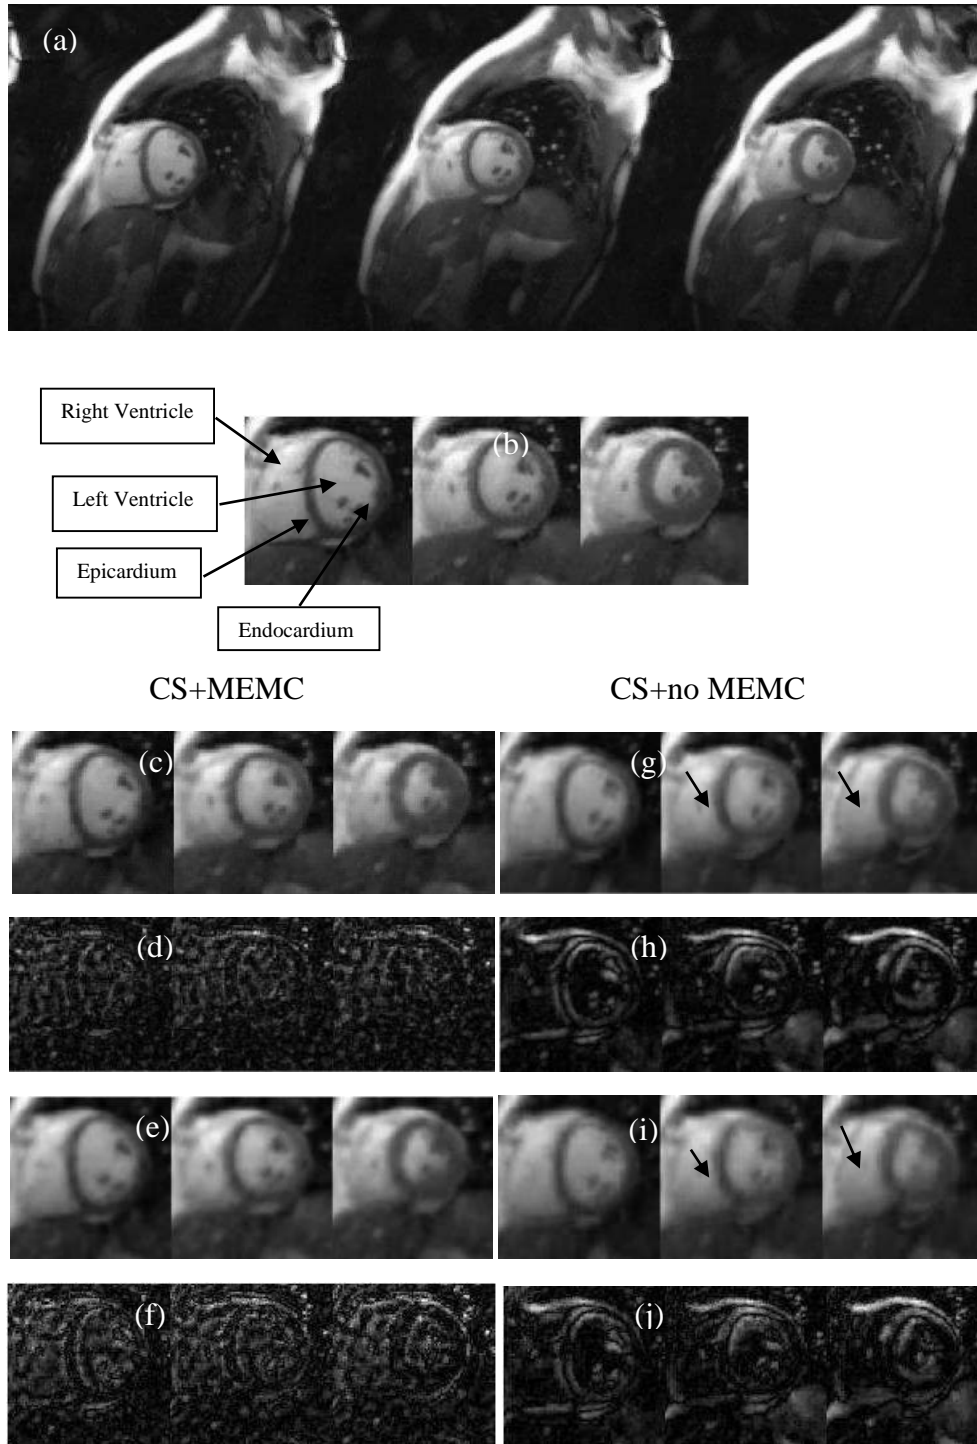 (a)
Right Ventricle
(b)
Left Ventricle
Epicardium
Endocardium
CS+MEMC
CS+no MEMC
(c)
(g)
(d)
(h)
(e)
(i)
(f)
(j)